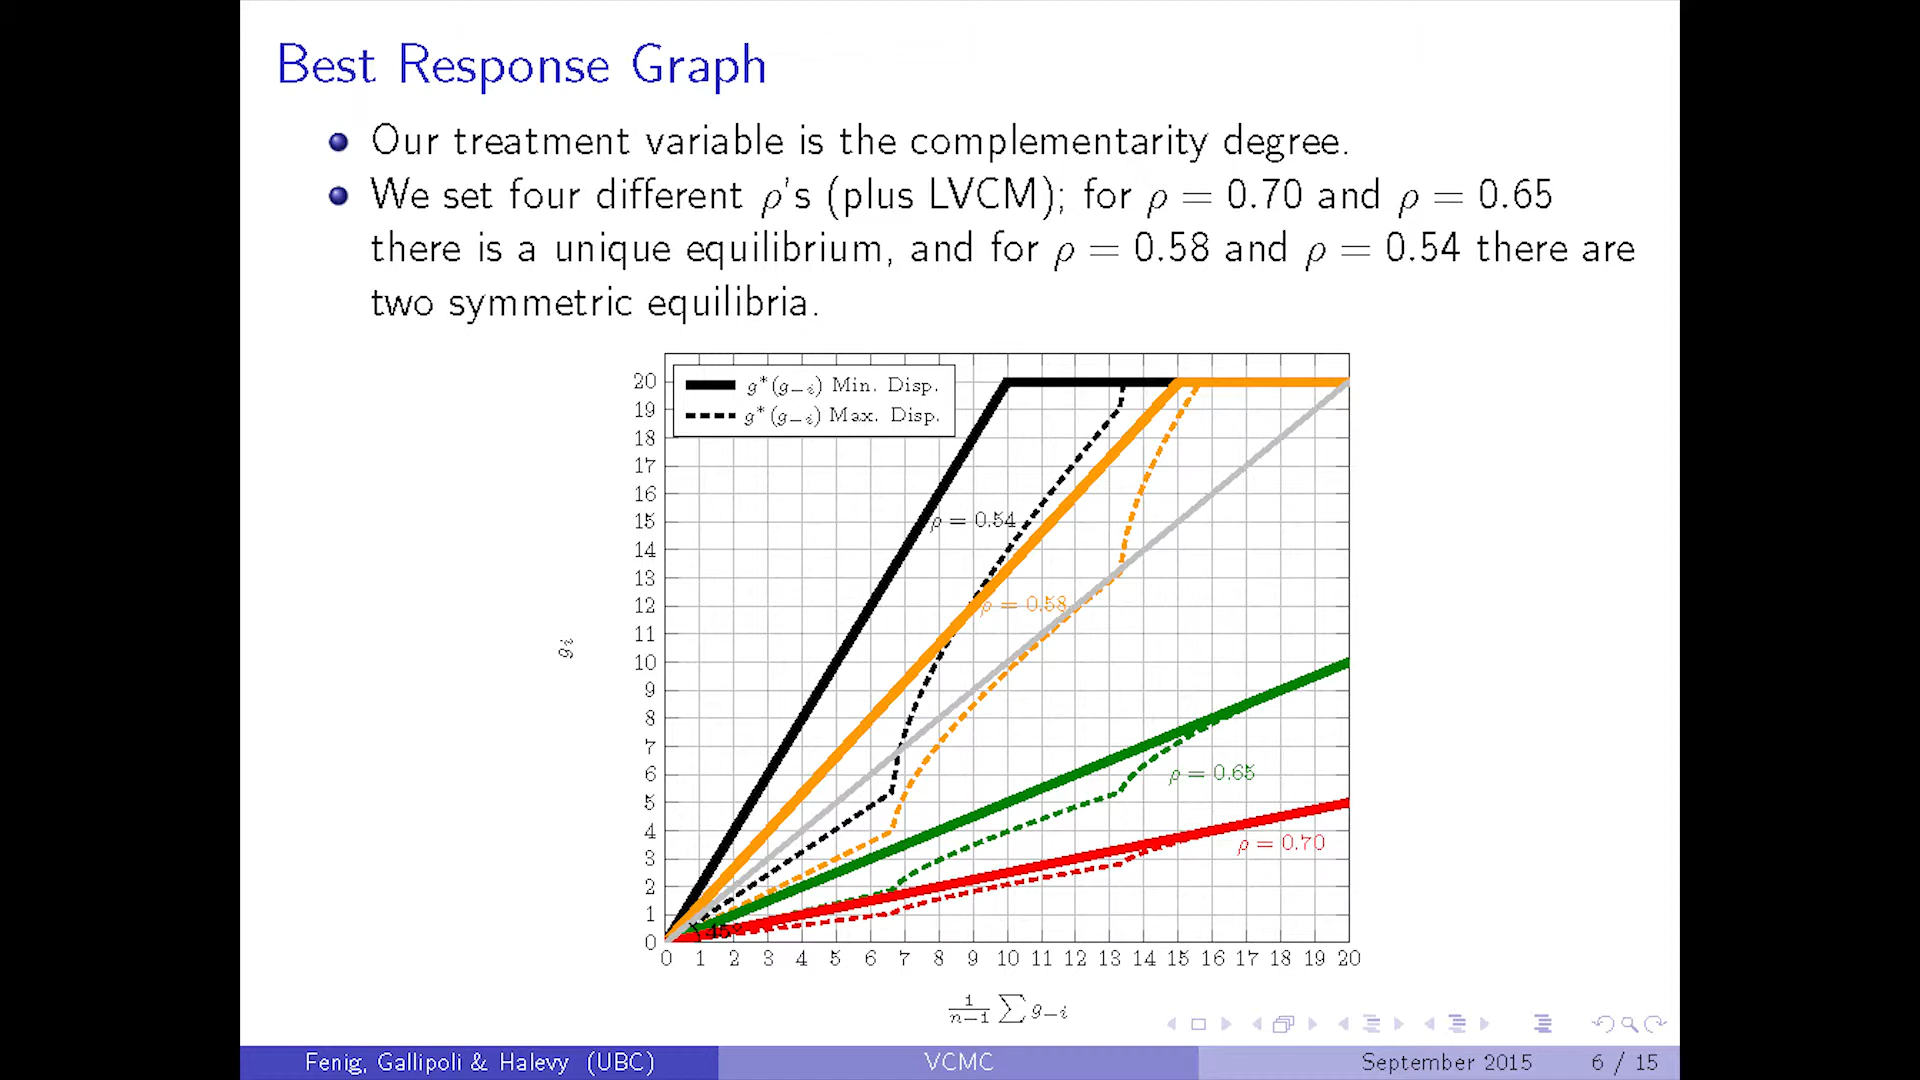 Best Response Graph
Our treatment variable is the complementarity degree.
We set four different ρ's (plus LVCM); for ρ = 0.70 and ρ = 0.65
there is a unique equilibrium, and for ρ = 0.58 and ρ = 0.54 there are
two symmetric equilibria.
g*(g₋ᵢ) Min. Disp.
g*(g₋ᵢ) Max. Disp.
20
19
18
17
16
15
14
13
12
11
10
9
8
7
6
5
4
3
2
1
0
gᵢ
ρ = 0.54
ρ = 0.58
ρ = 0.65
ρ = 0.70
45°
0 1 2 3 4 5 6 7 8 9 10 11 12 13 14 15 16 17 18 19 20
1/(n−1) ∑ g₋ᵢ
Fenig, Gallipoli & Halevy (UBC) VCMC September 2015 6 / 15